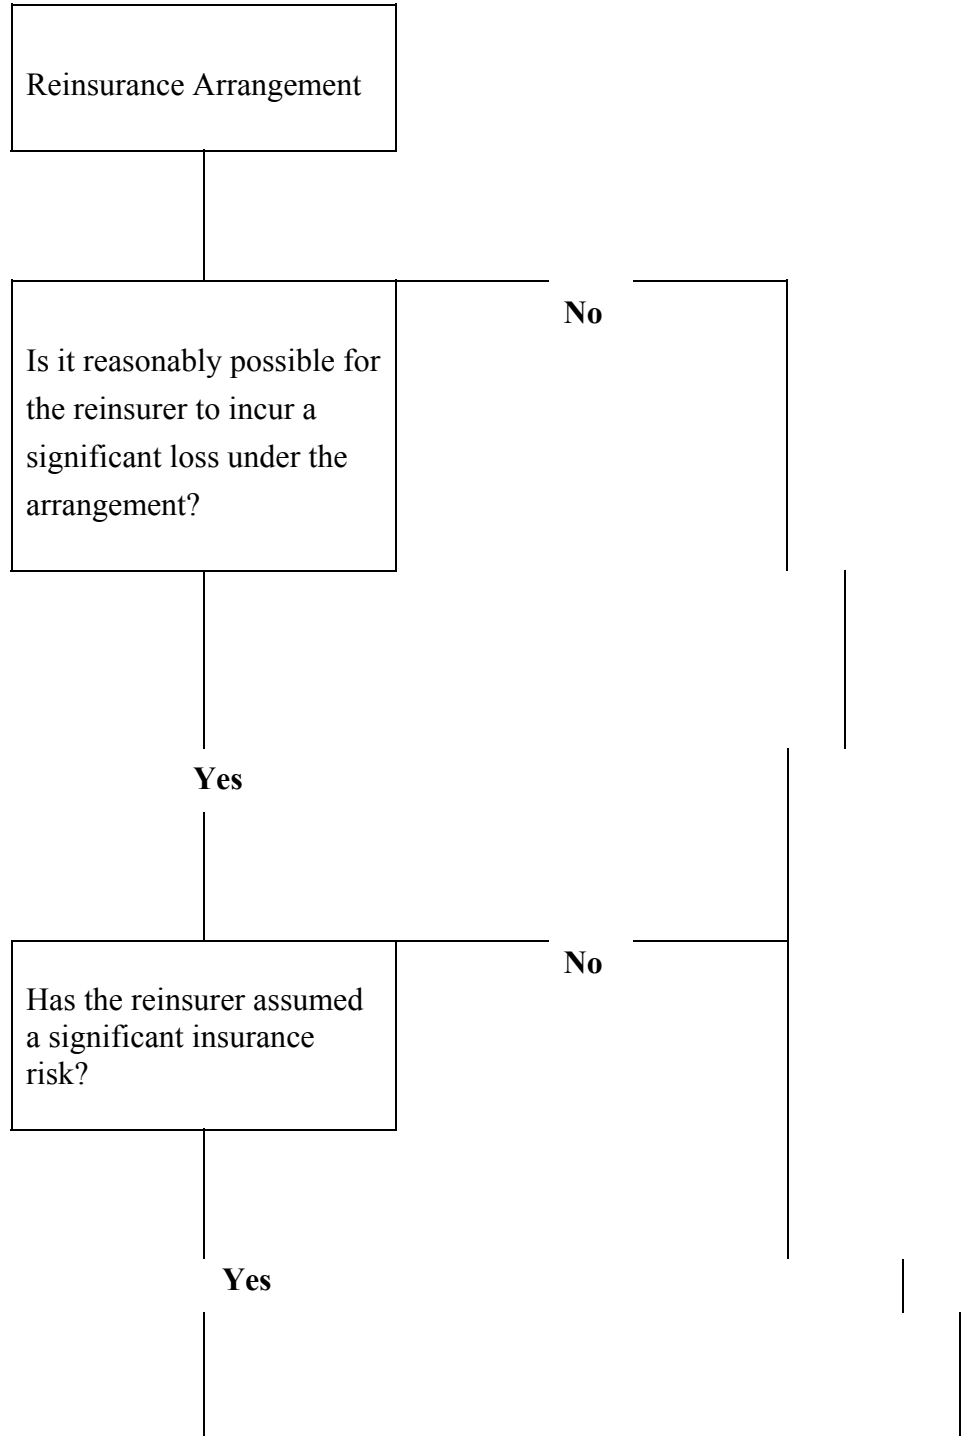 Reinsurance Arrangement
No
Is it reasonably possible for
the reinsurer to incur a
significant loss under the
arrangement?
Yes
No
Has the reinsurer assumed
a significant insurance
risk?
Yes